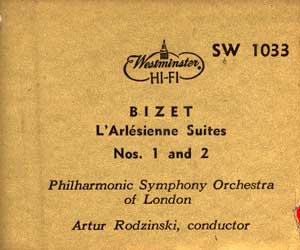 Westminster
HI-FI
SW 1033
BIZET
L'Arlésienne Suites
Nos. 1 and 2
Philharmonic Symphony Orchestra
of London
Artur Rodzinski, conductor